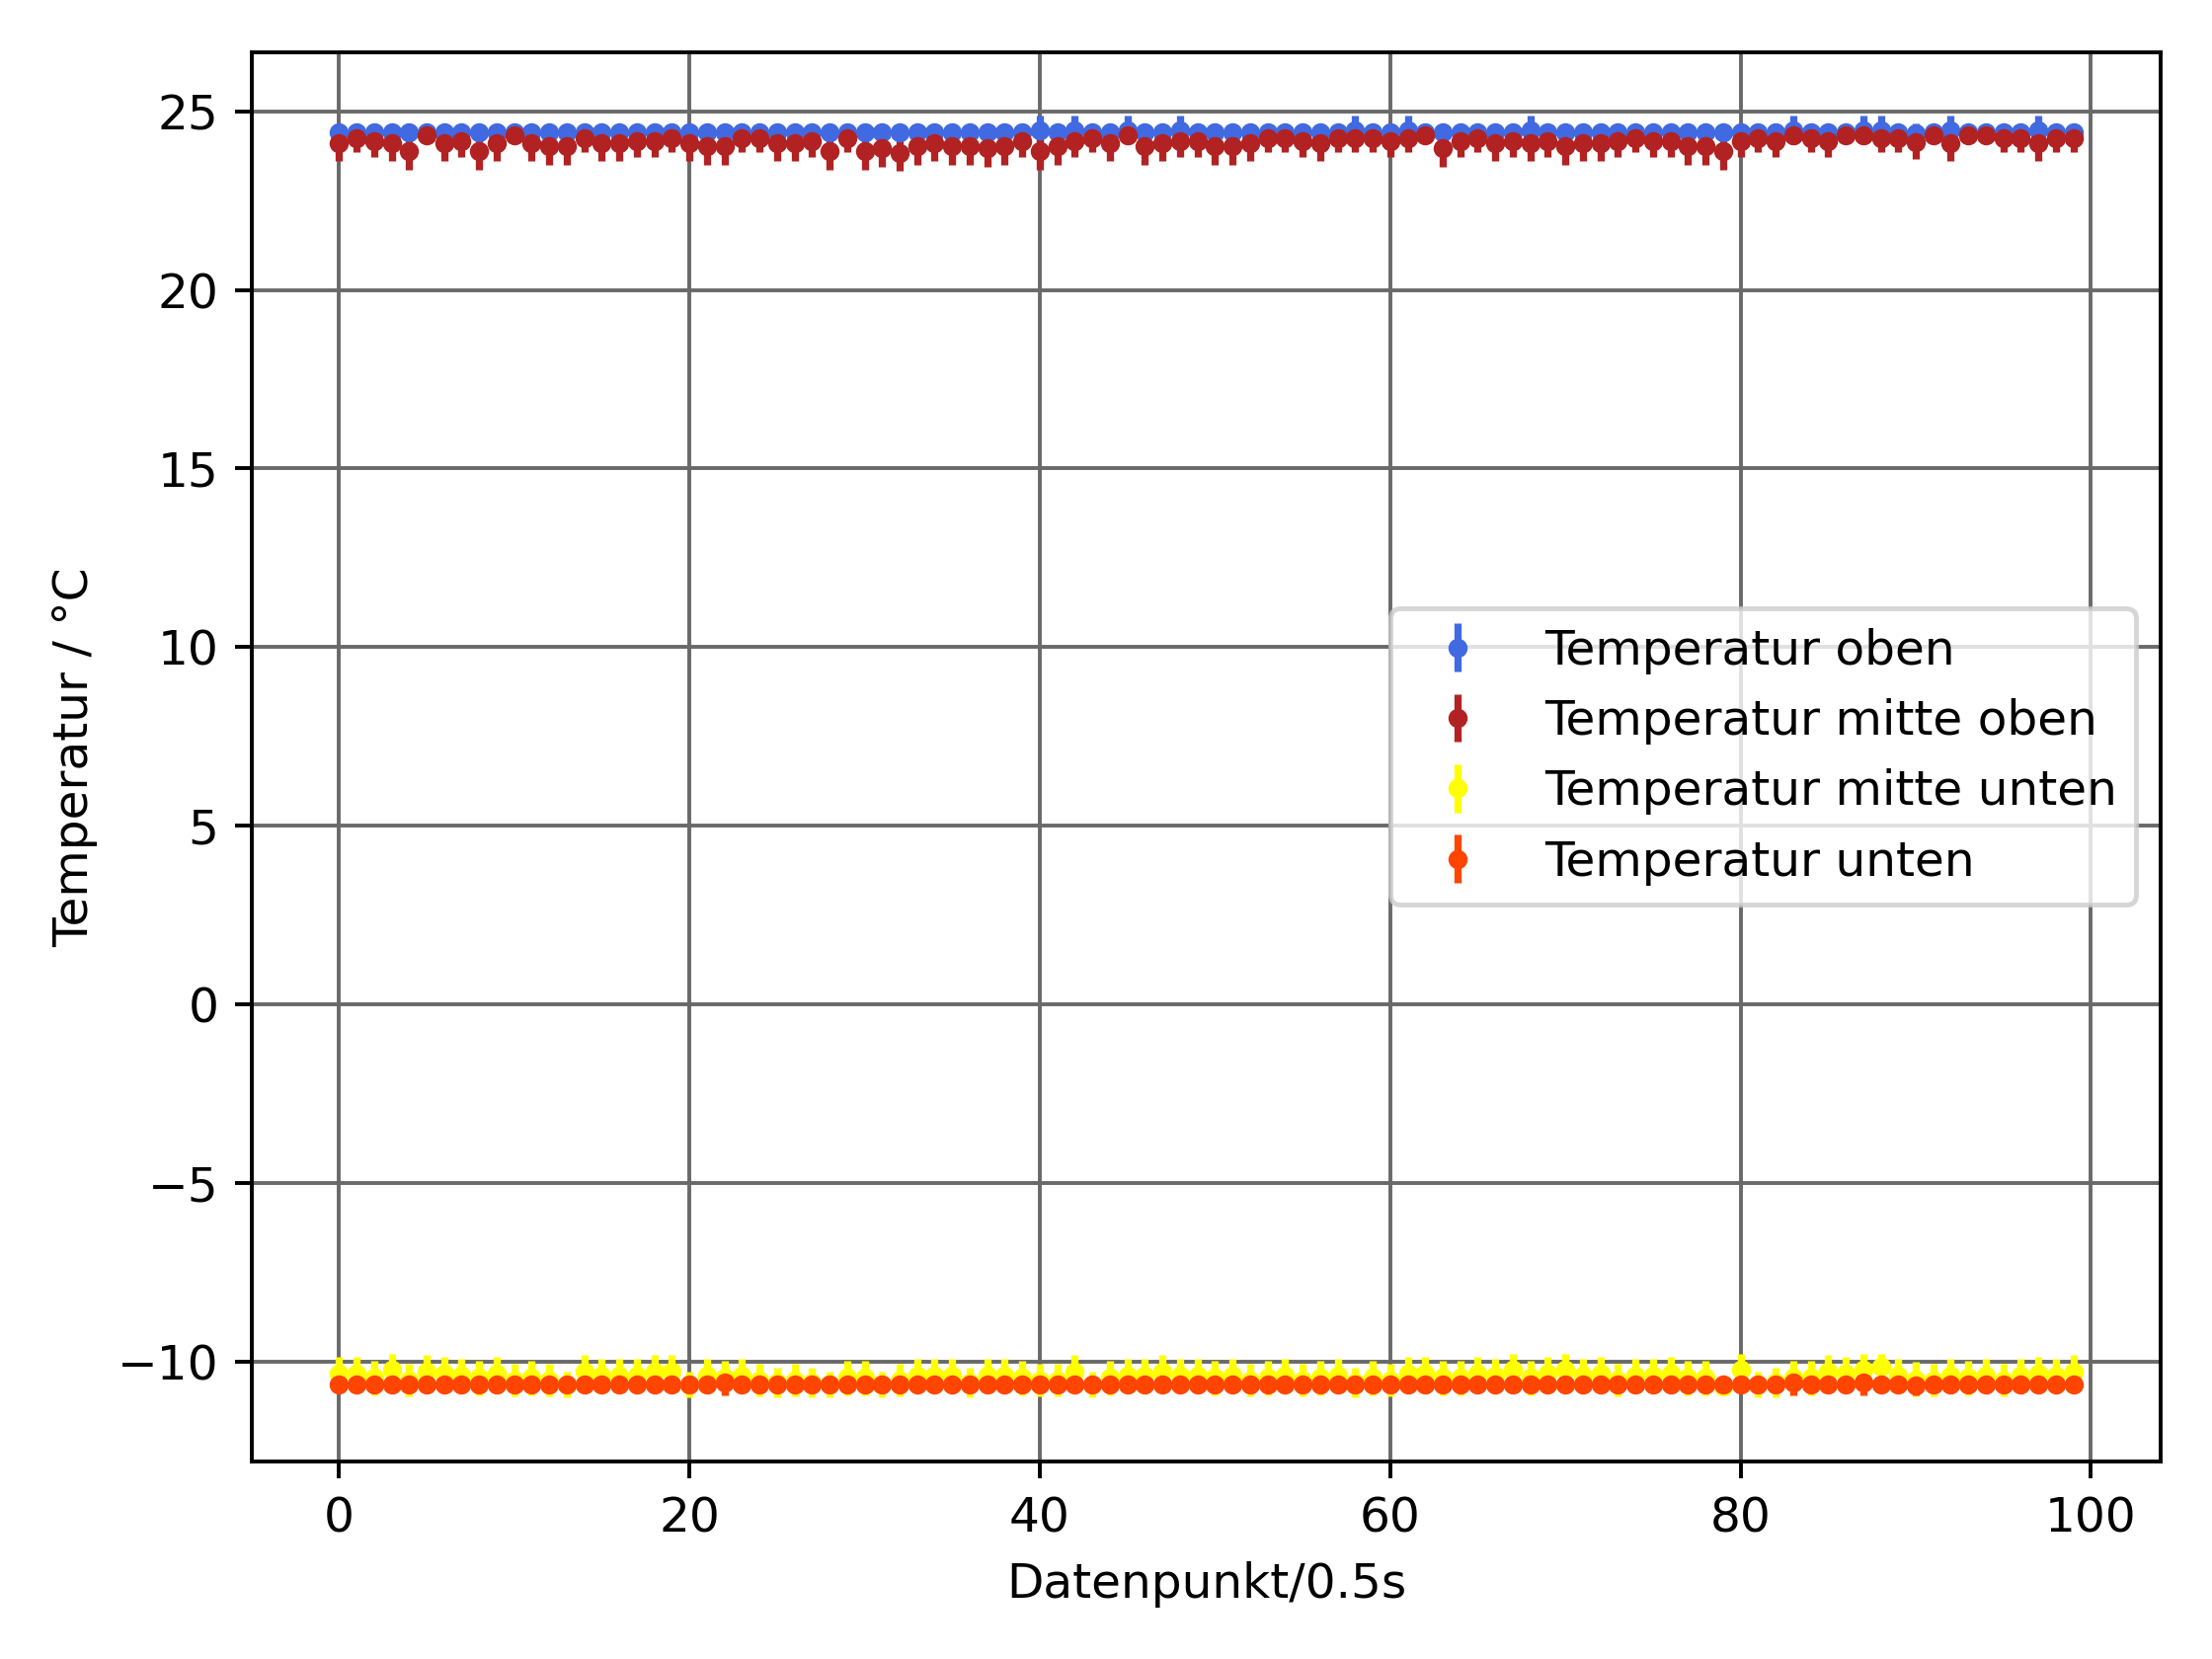 25
20
15
10
5
0
−5
−10
Temperatur / °C
Temperatur oben
Temperatur mitte oben
Temperatur mitte unten
Temperatur unten
0 20 40 60 80 100
Datenpunkt/0.5s